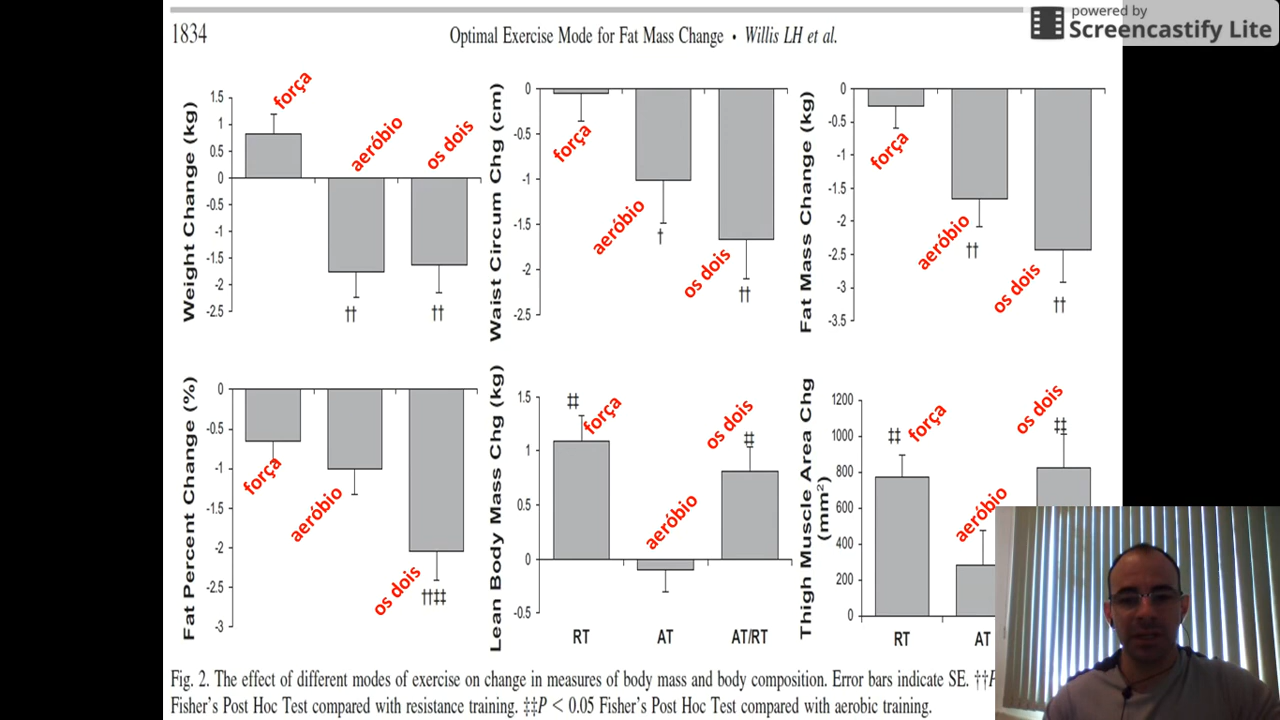 powered by
Screencastify Lite
1834
Optimal Exercise Mode for Fat Mass Change • Willis LH et al.
Weight Change (kg)
1.5
1
0.5
0
-0.5
-1
-1.5
-2
-2.5
força
aeróbio
os dois
††
††
Waist Circum Chg (cm)
0
-0.5
-1
-1.5
-2
-2.5
força
aeróbio
os dois
†
††
Fat Mass Change (kg)
0
-0.5
-1
-1.5
-2
-2.5
-3
-3.5
força
aeróbio
os dois
††
††
Fat Percent Change (%)
0
-0.5
-1
-1.5
-2
-2.5
-3
força
aeróbio
os dois
††‡‡
Lean Body Mass Chg (kg)
1.5
1
0.5
0
-0.5
‡‡
força
aeróbio
os dois
‡‡
RT
AT
AT/RT
Thigh Muscle Area Chg
(mm²)
1200
1000
800
600
400
200
0
‡‡
força
aeróbio
os dois
‡‡
RT
AT
Fig. 2. The effect of different modes of exercise on change in measures of body mass and body composition. Error bars indicate SE. ††P
Fisher's Post Hoc Test compared with resistance training. ‡‡P < 0.05 Fisher's Post Hoc Test compared with aerobic training.